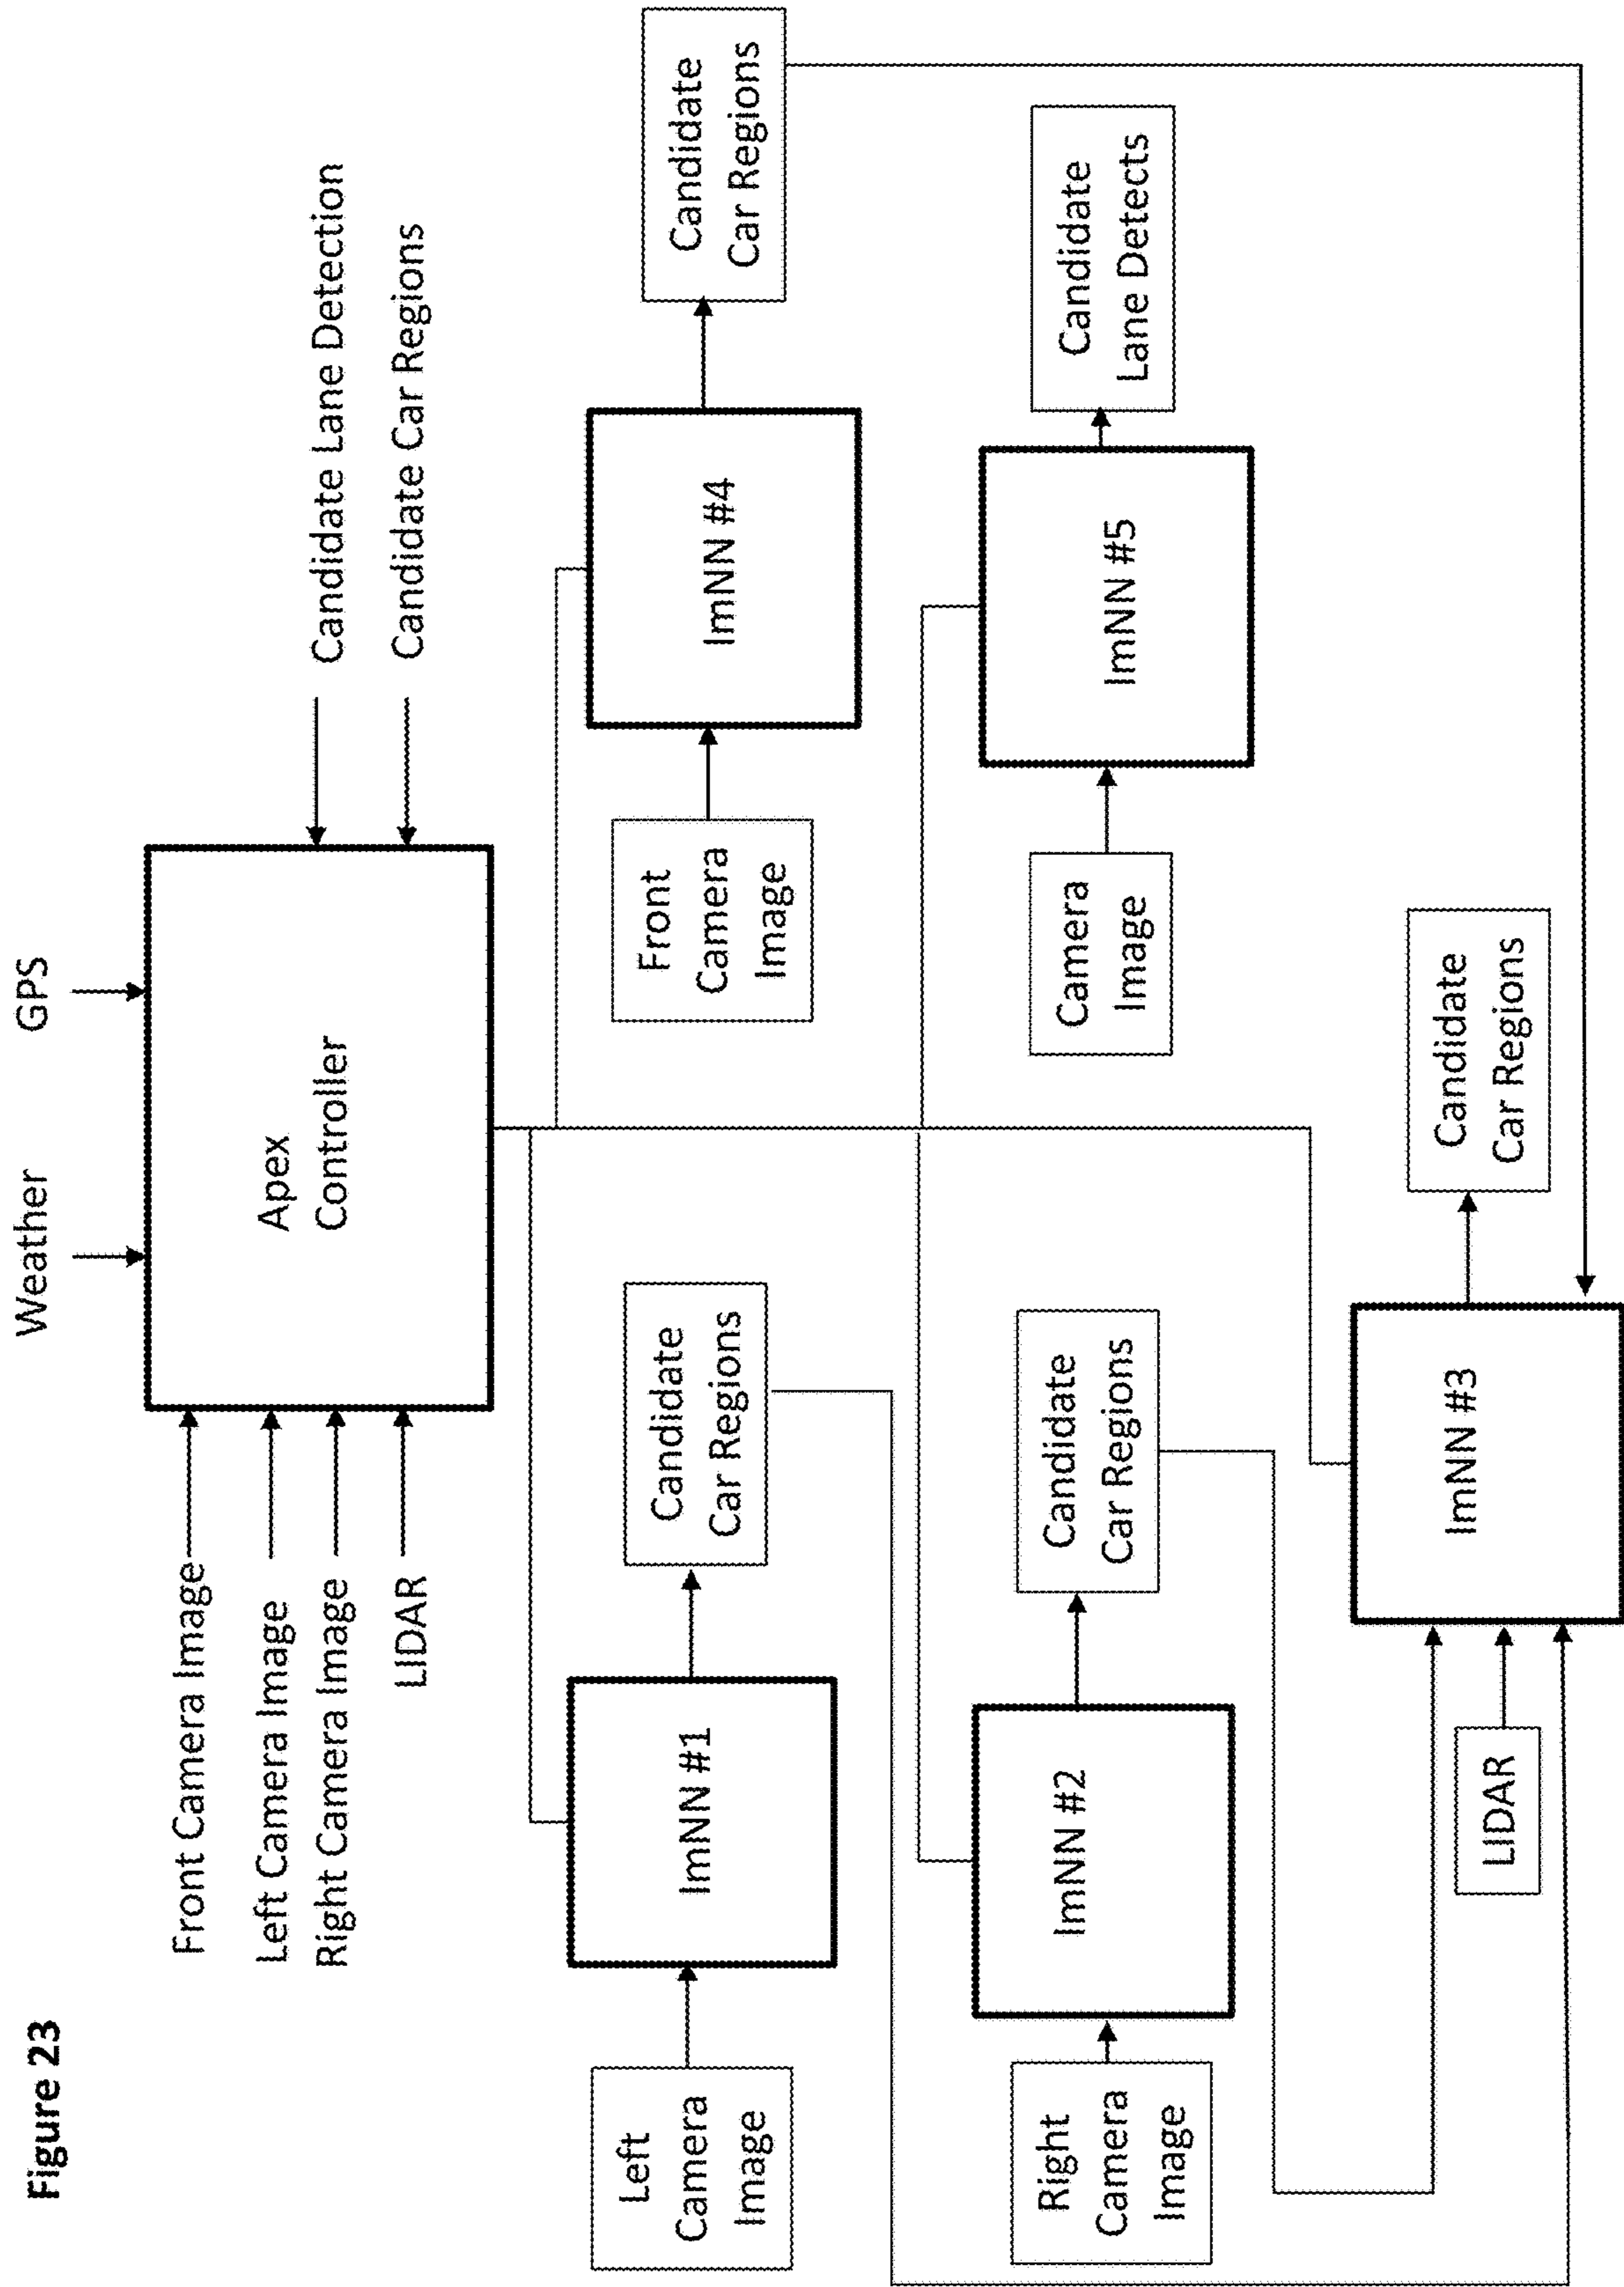 Figure 23
Weather
GPS
Front Camera Image
Left Camera Image
Right Camera Image
LIDAR
Apex
Controller
Candidate Lane Detection
Candidate Car Regions
Left
Camera
Image
ImNN #1
Candidate
Car Regions
Front
Camera
Image
ImNN #4
Candidate
Car Regions
Right
Camera
Image
ImNN #2
Candidate
Car Regions
Camera
Image
ImNN #5
Candidate
Lane Detects
LIDAR
ImNN #3
Candidate
Car Regions